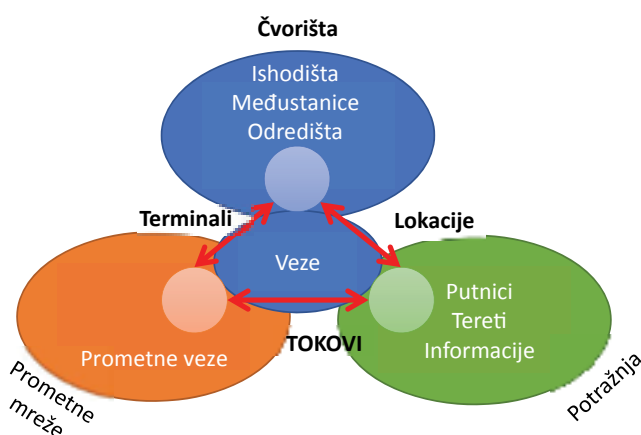 Čvorišta
Ishodišta
Međustanice
Odredišta
Terminali
Lokacije
Veze
Prometne veze
TOKOVI
Putnici
Tereti
Informacije
Prometne
mreže
Potražnja